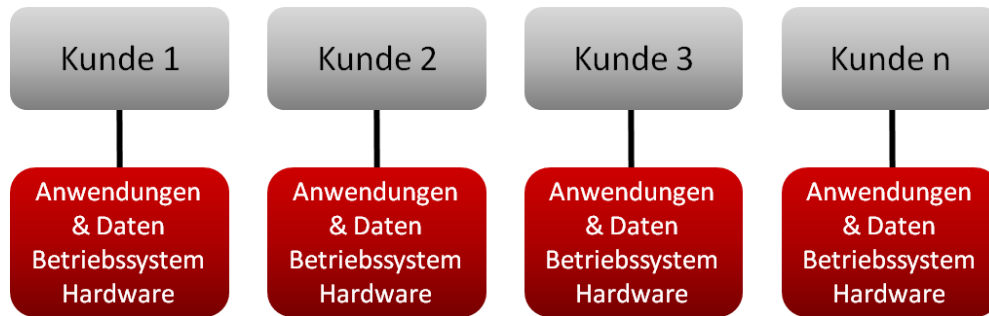 Kunde 1
Kunde 2
Kunde 3
Kunde n
Anwendungen
& Daten
Betriebssystem
Hardware
Anwendungen
& Daten
Betriebssystem
Hardware
Anwendungen
& Daten
Betriebssystem
Hardware
Anwendungen
& Daten
Betriebssystem
Hardware